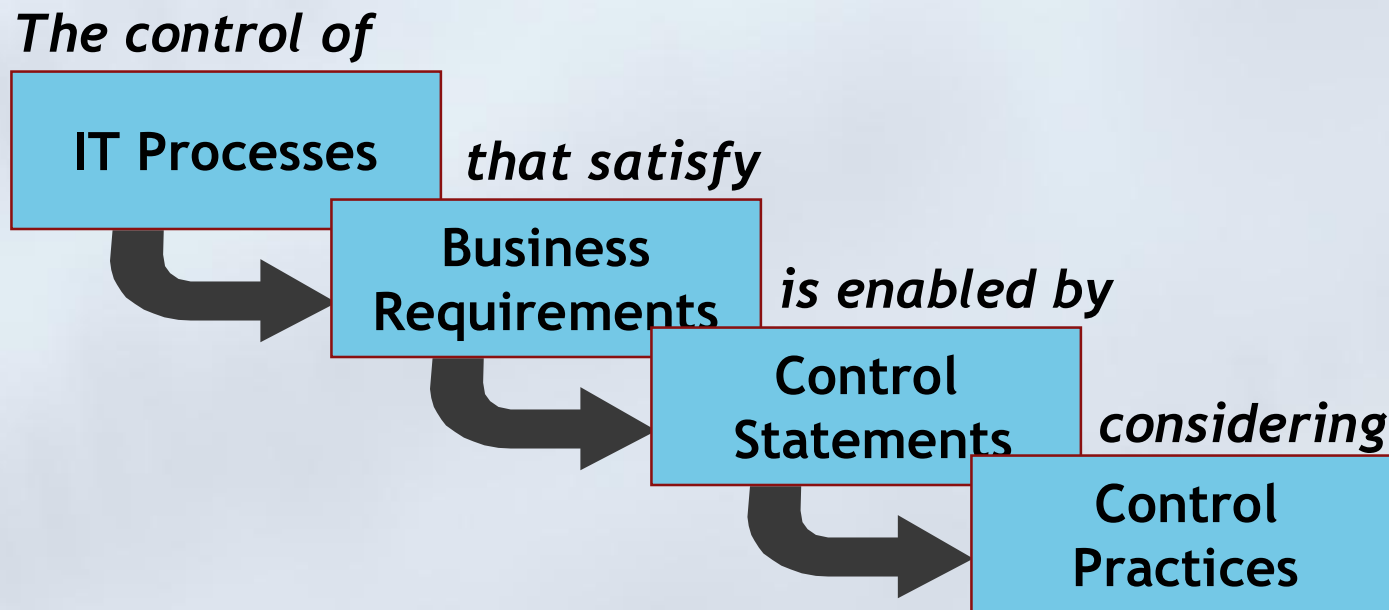 The control of
IT Processes
that satisfy
Business
Requirements
is enabled by
Control
Statements
considering
Control
Practices